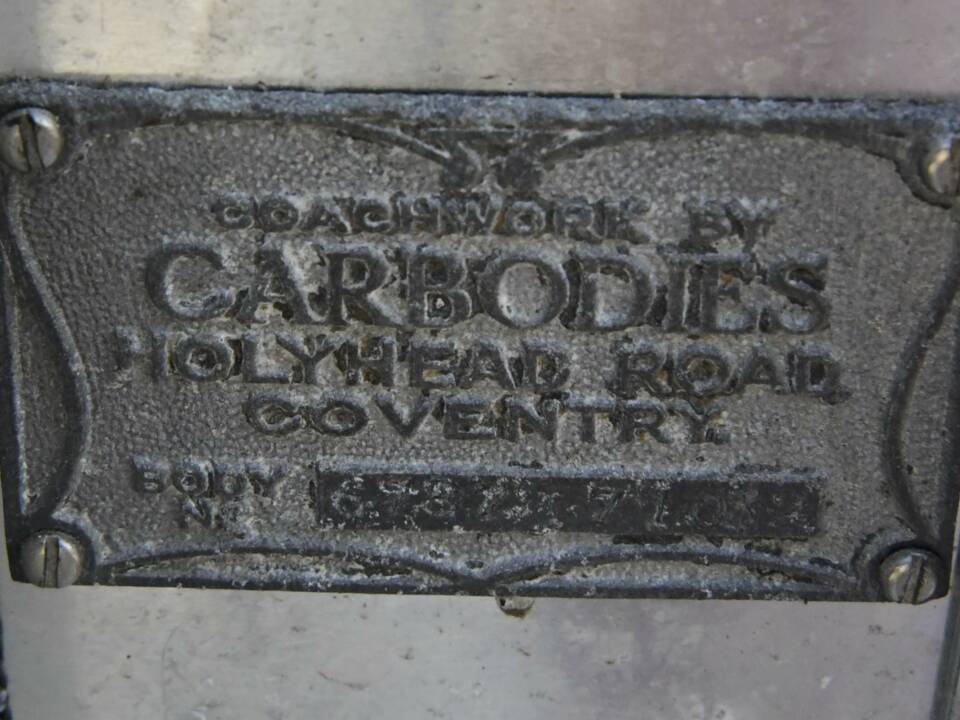 COACHWORK BY
CARBODIES
HOLYHEAD ROAD,
COVENTRY.
BODY
No.